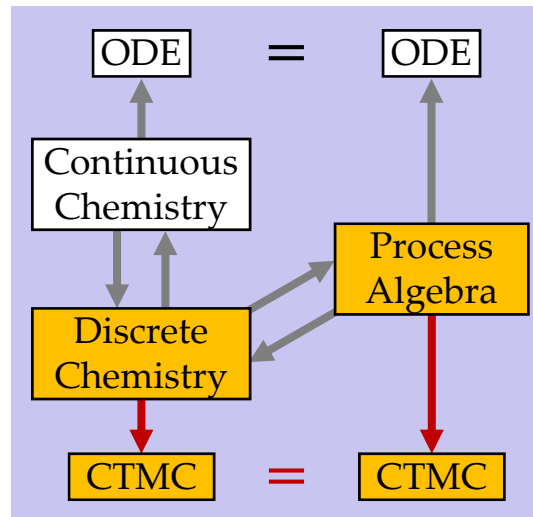 ODE = ODE
Continuous
Chemistry
Process
Algebra
Discrete
Chemistry
CTMC = CTMC